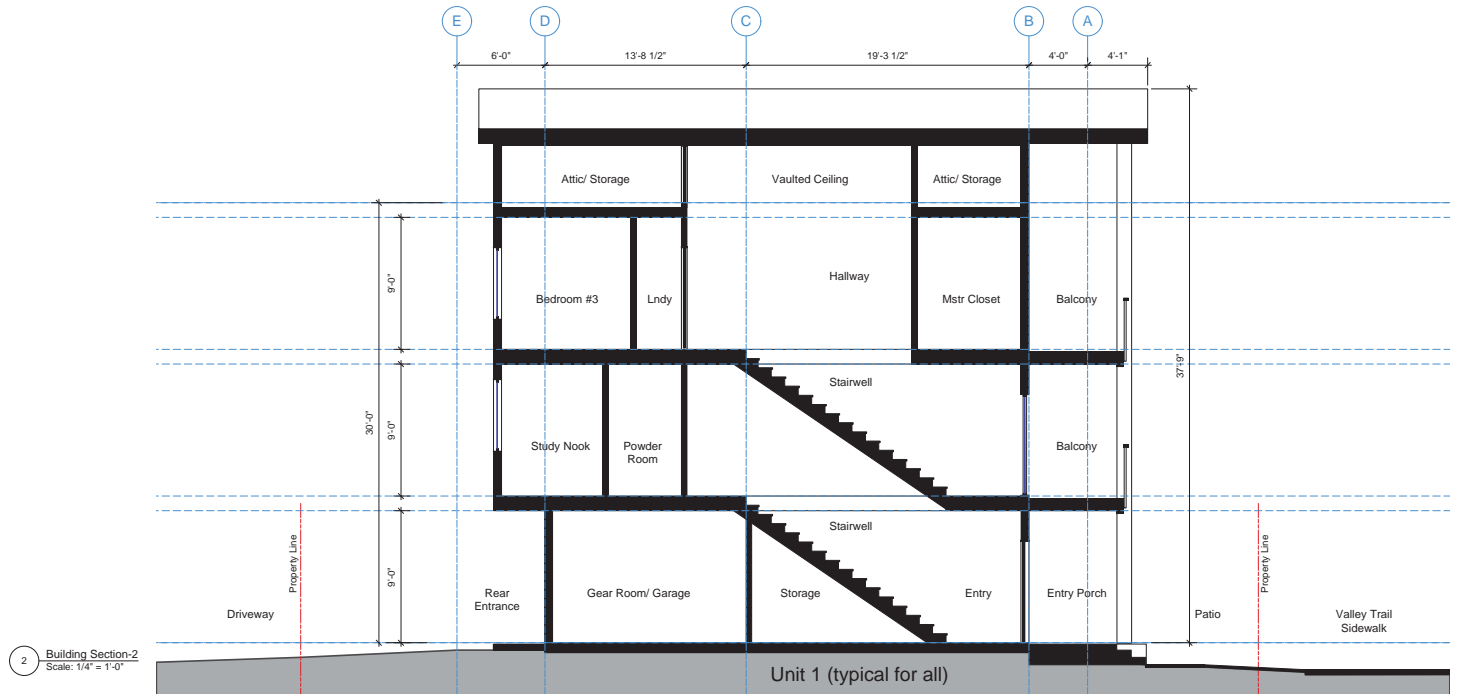 E D C B A
6'-0" 13'-8 1/2" 19'-3 1/2" 4'-0" 4'-1"
Attic/ Storage Vaulted Ceiling Attic/ Storage
Hallway
9'-0" Bedroom #3 Lndy Mstr Closet Balcony
37'-9"
Stairwell
30'-0" 9'-0"
Study Nook Powder Balcony
Room
Stairwell
Property Line Property Line
9'-0"
Rear Gear Room/ Garage Storage Entry Entry Porch
Entrance
Driveway Patio Valley Trail
Sidewalk
2 Building Section-2
Scale: 1/4" = 1'-0"
Unit 1 (typical for all)